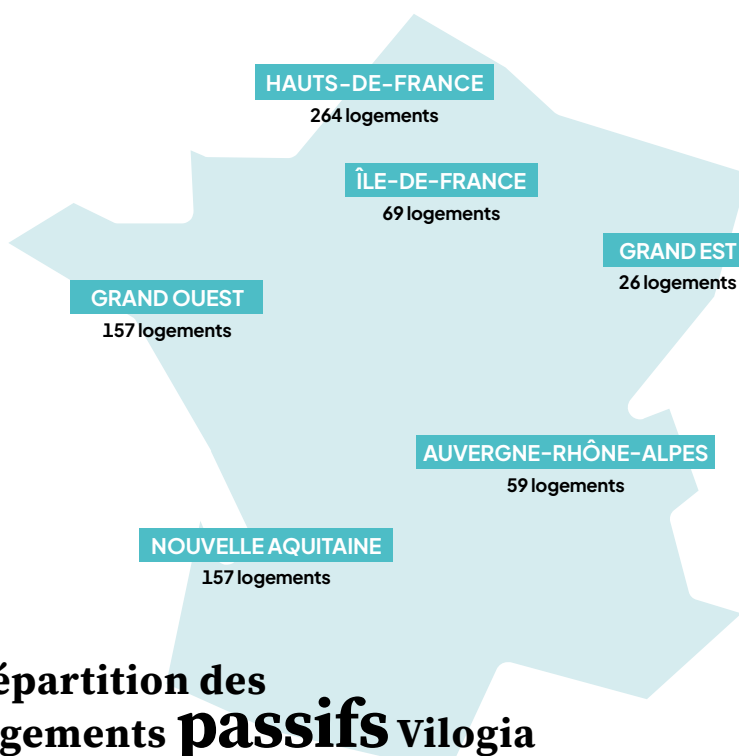 HAUTS-DE-FRANCE
264 logements
ÎLE-DE-FRANCE
69 logements
GRAND EST
26 logements
GRAND OUEST
157 logements
AUVERGNE-RHÔNE-ALPES
59 logements
NOUVELLE AQUITAINE
157 logements
épartition des
gements passifs Vilogia